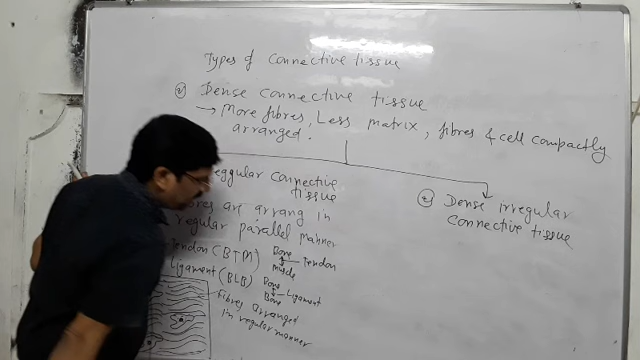 Types of connective tissue
Dense connective tissue
→ More fibres, Less matrix, fibres & cell compactly
arranged.
reggular connective
tissue
are arrang in
regular parallel manner
Tendon (BTM) Bone
Muscle Tendon
Ligament (BLB) Bone
Bone Ligament
Fibres arranged
in regular manner
② Dense irregular
connective tissue